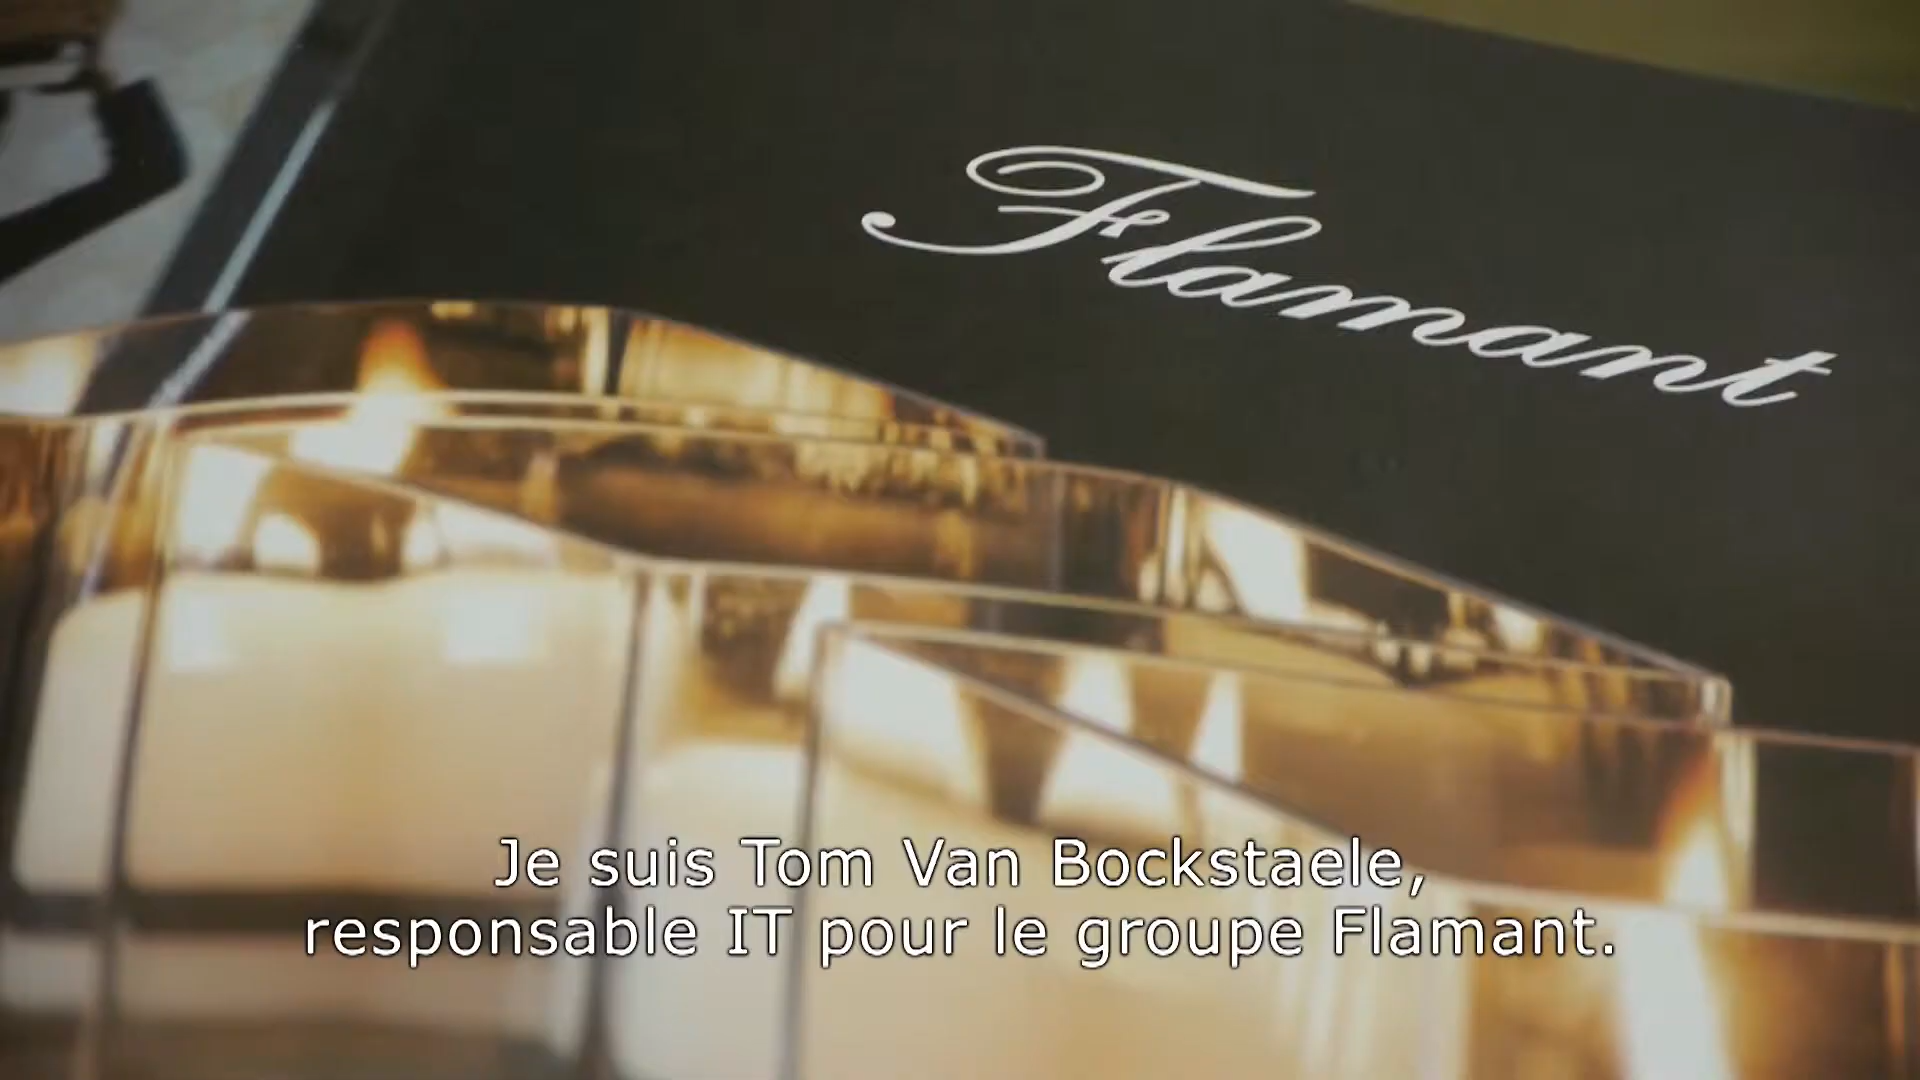 Flamant
Je suis Tom Van Bockstaele,
responsable IT pour le groupe Flamant.